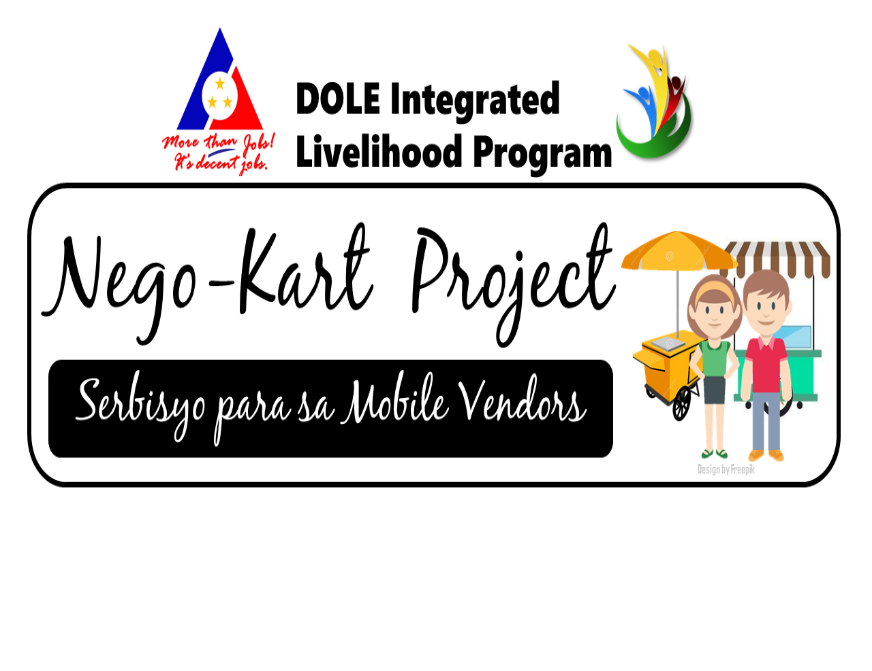 DOLE Integrated
Livelihood Program
More than Jobs!
It's decent jobs.
Nego-Kart Project
Serbisyo para sa Mobile Vendors
Design by Freepik